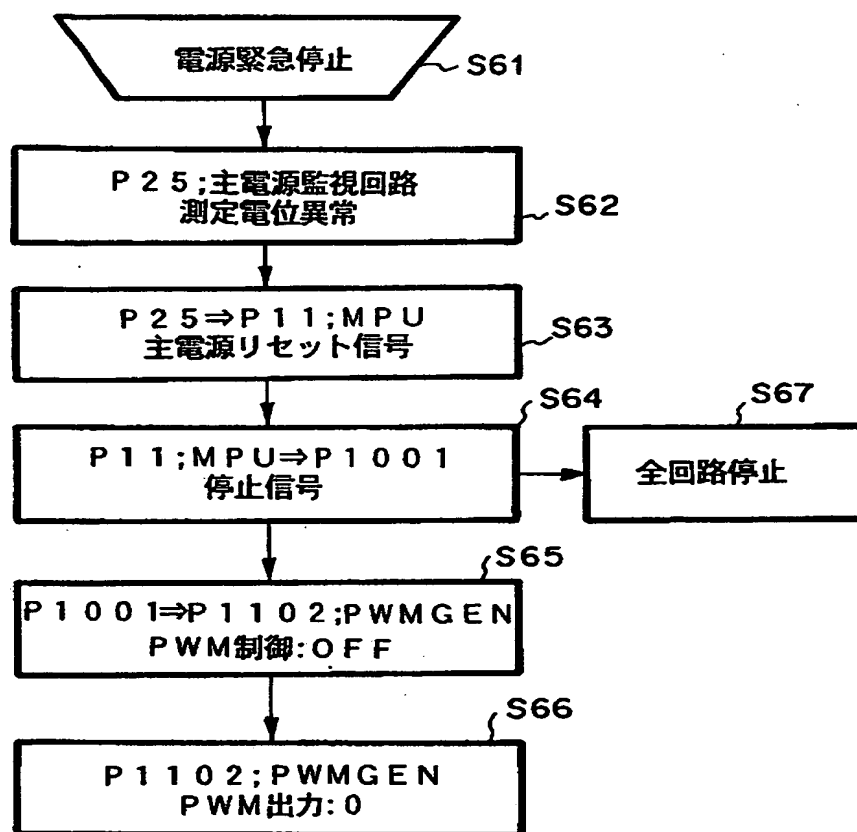 電源緊急停止
S61
P25;主電源監視回路
測定電位異常
S62
P25⇒P11;MPU
主電源リセット信号
S63
S64
P11;MPU⇒P1001
停止信号
S67
全回路停止
S65
P1001⇒P1102;PWMGEN
PWM制御:OFF
S66
P1102;PWMGEN
PWM出力:0